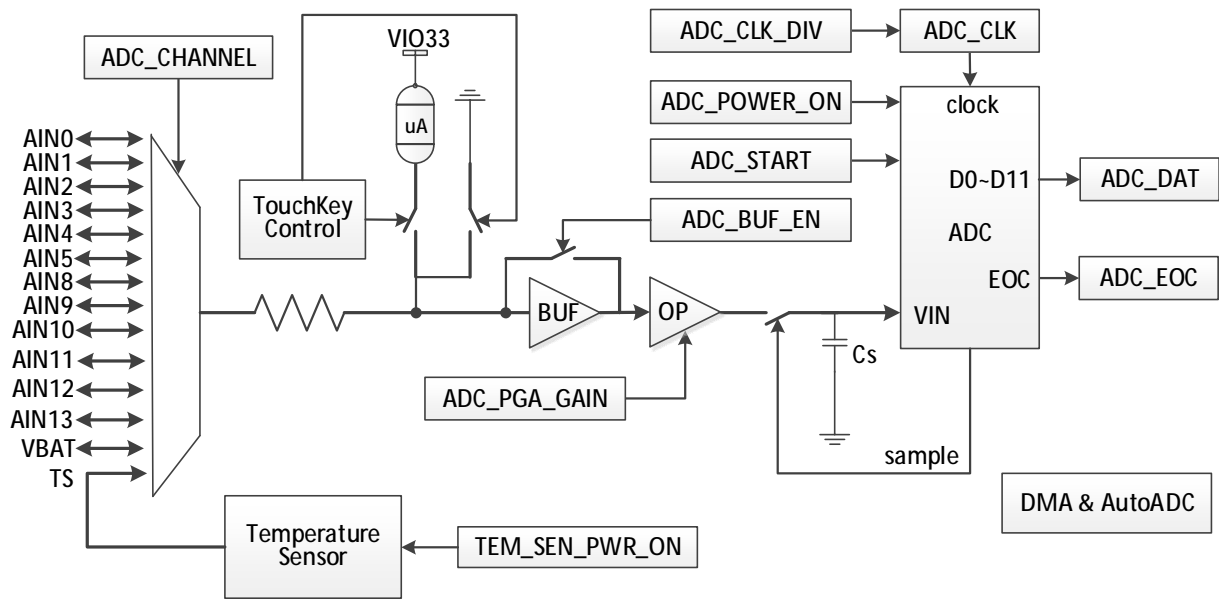 ADC_CHANNEL
VIO33
ADC_CLK_DIV
ADC_CLK
ADC_POWER_ON
clock
uA
AIN0
AIN1
AIN2
AIN3
AIN4
AIN5
AIN8
AIN9
AIN10
AIN11
AIN12
AIN13
VBAT
TS
TouchKey
Control
ADC_START
D0~D11
ADC_DAT
ADC_BUF_EN
ADC
EOC
ADC_EOC
BUF
OP
VIN
Cs
ADC_PGA_GAIN
sample
DMA & AutoADC
Temperature
Sensor
TEM_SEN_PWR_ON